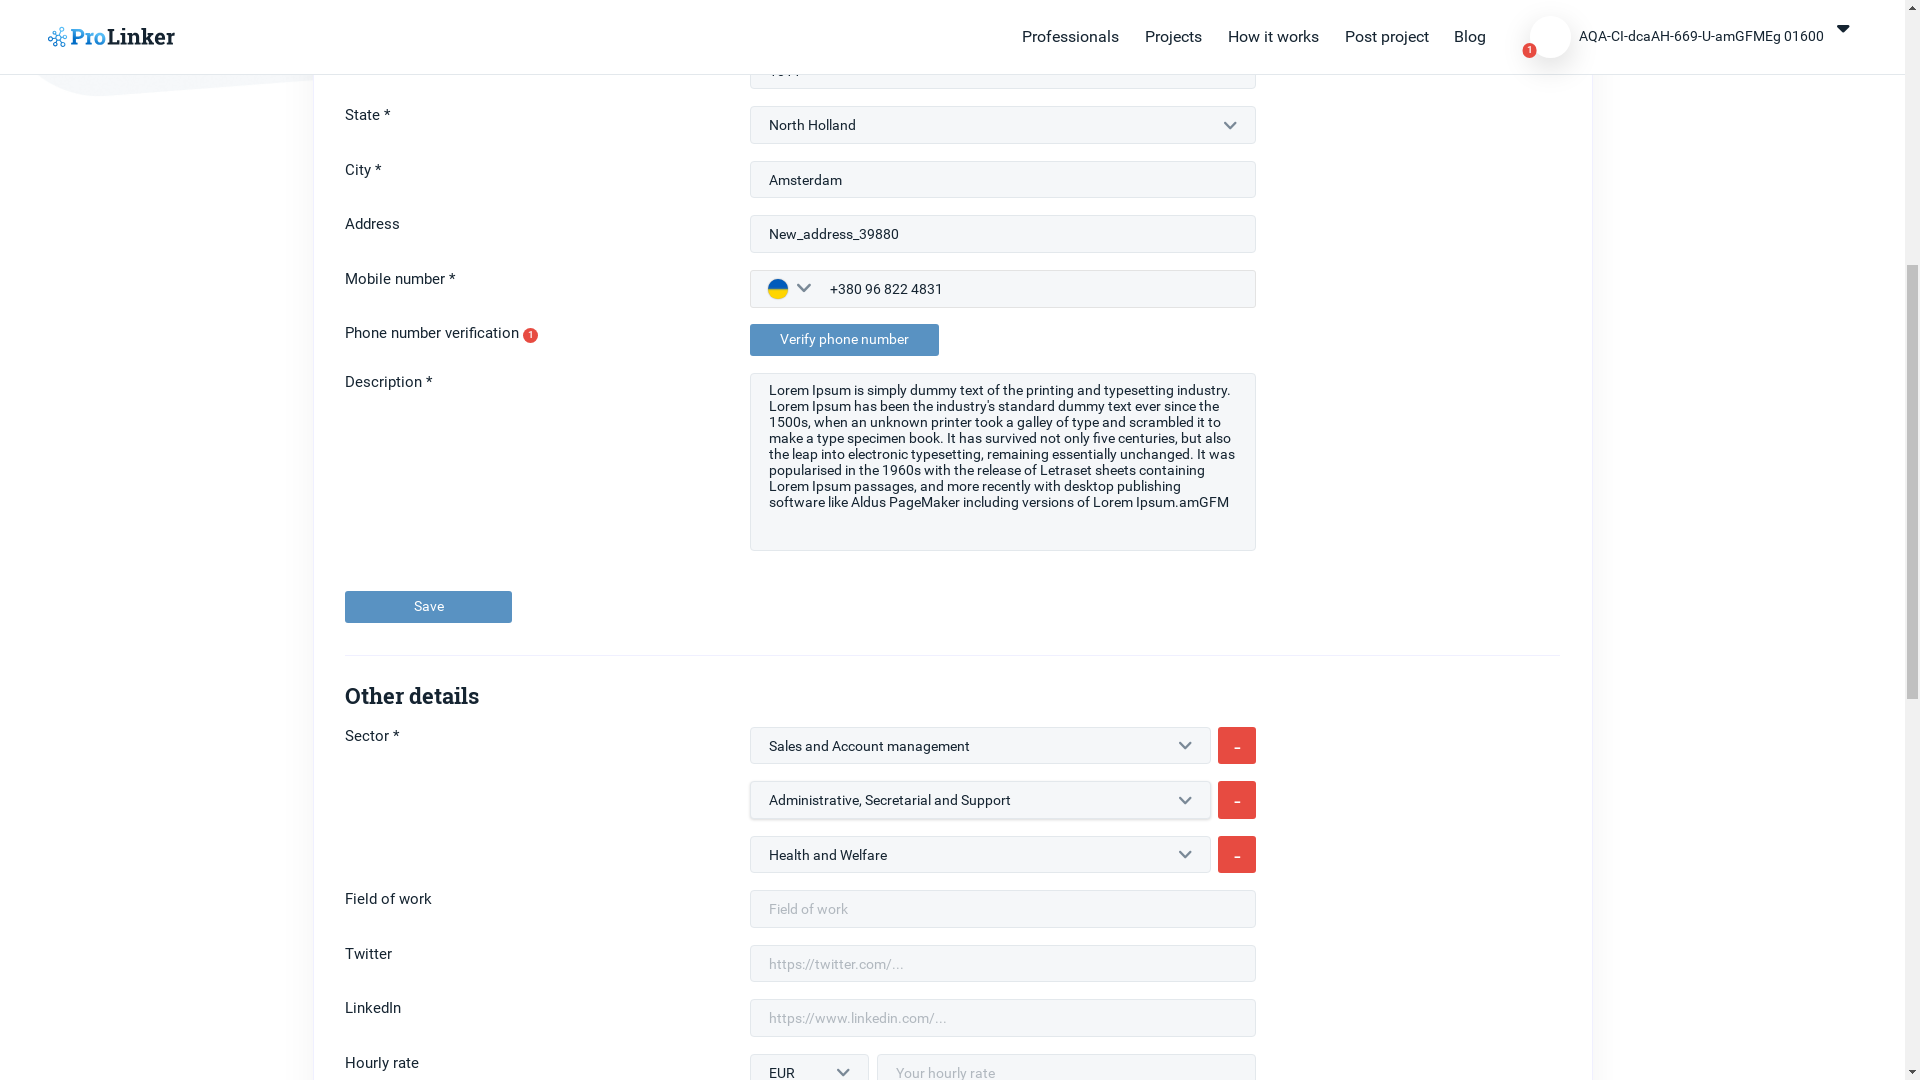 ProLinker
Professionals
Projects
How it works
Post project
Blog
1
AQA-CI-dcaAH-669-U-amGFMEg 01600
State *
North Holland
City *
Amsterdam
Address
New_address_39880
Mobile number *
+380 96 822 4831
Phone number verification 1
Verify phone number
Description *
Lorem Ipsum is simply dummy text of the printing and typesetting industry.
Lorem Ipsum has been the industry's standard dummy text ever since the
1500s, when an unknown printer took a galley of type and scrambled it to
make a type specimen book. It has survived not only five centuries, but also
the leap into electronic typesetting, remaining essentially unchanged. It was
popularised in the 1960s with the release of Letraset sheets containing
Lorem Ipsum passages, and more recently with desktop publishing
software like Aldus PageMaker including versions of Lorem Ipsum.amGFM
Save
Other details
Sector *
Sales and Account management
-
Administrative, Secretarial and Support
-
Health and Welfare
-
Field of work
Field of work
Twitter
https://twitter.com/...
LinkedIn
https://www.linkedin.com/...
Hourly rate
EUR
Your hourly rate